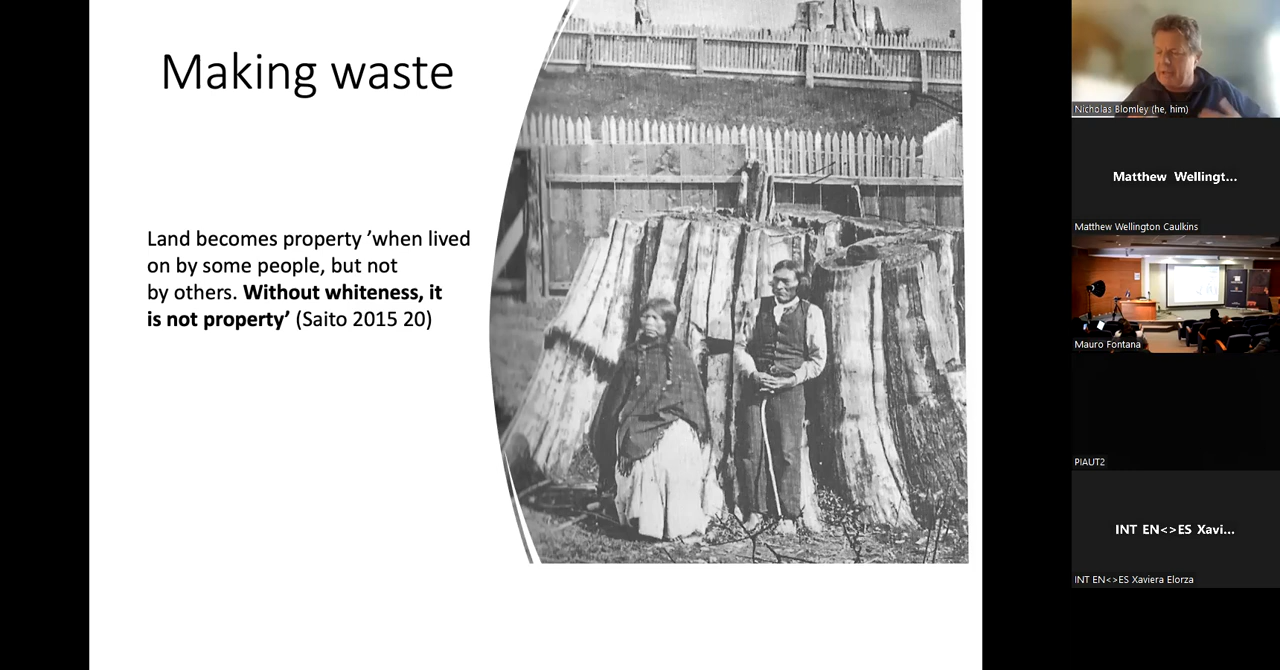 Making waste
Land becomes property ’when lived
on by some people, but not
by others. Without whiteness, it
is not property’ (Saito 2015 20)
Nicholas Blomley (he, him)
Matthew Wellingt...
Matthew Wellington Caulkins
Mauro Fontana
PIAUT2
INT EN<>ES Xavi...
INT EN<>ES Xaviera Elorza